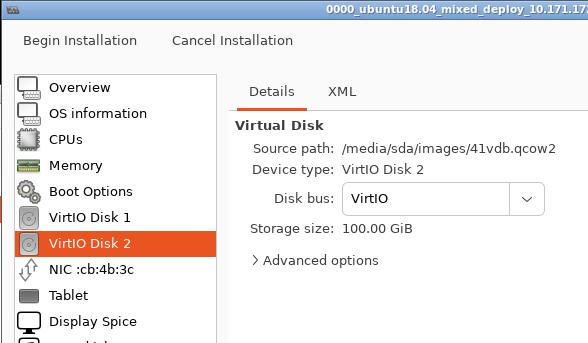 0000_ubuntu18.04_mixed_deploy_10.171.17
Begin Installation Cancel Installation
Overview
OS information
CPUs
Memory
Boot Options
VirtIO Disk 1
VirtIO Disk 2
NIC :cb:4b:3c
Tablet
Display Spice
Details XML
Virtual Disk
Source path: /media/sda/images/41vdb.qcow2
Device type: VirtIO Disk 2
Disk bus: VirtIO
Storage size: 100.00 GiB
Advanced options